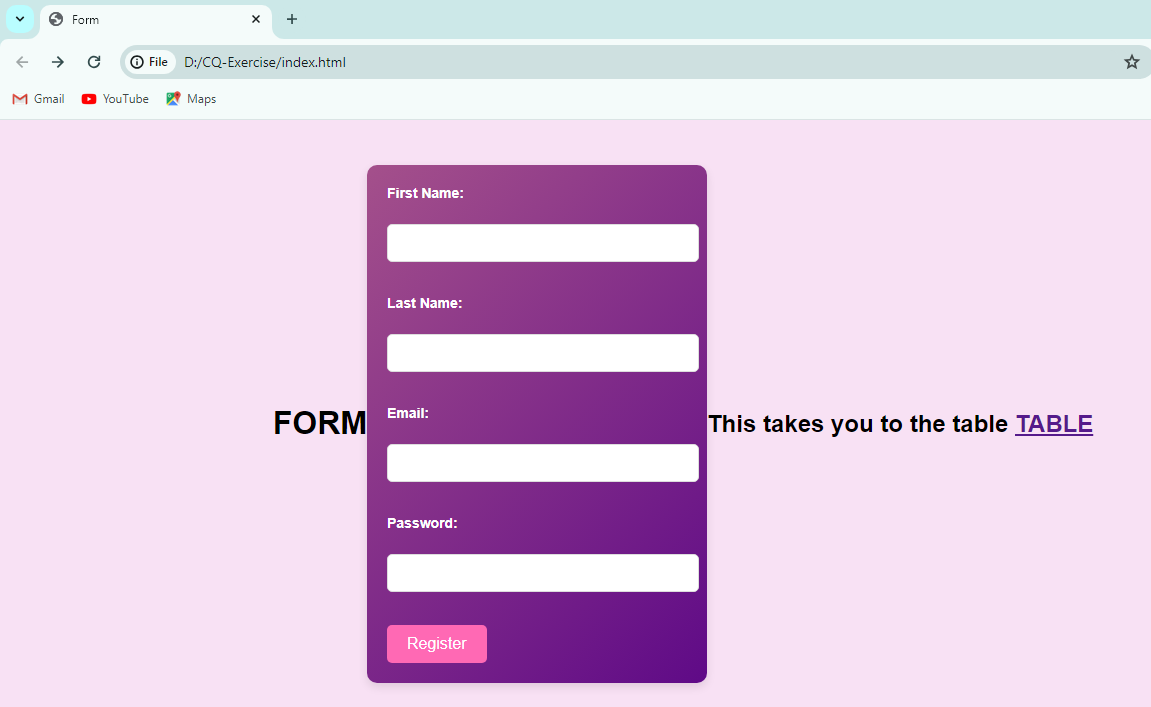 Form
File D:/CQ-Exercise/index.html
Gmail YouTube Maps
First Name:
Last Name:
FORM
Email:
This takes you to the table TABLE
Password:
Register